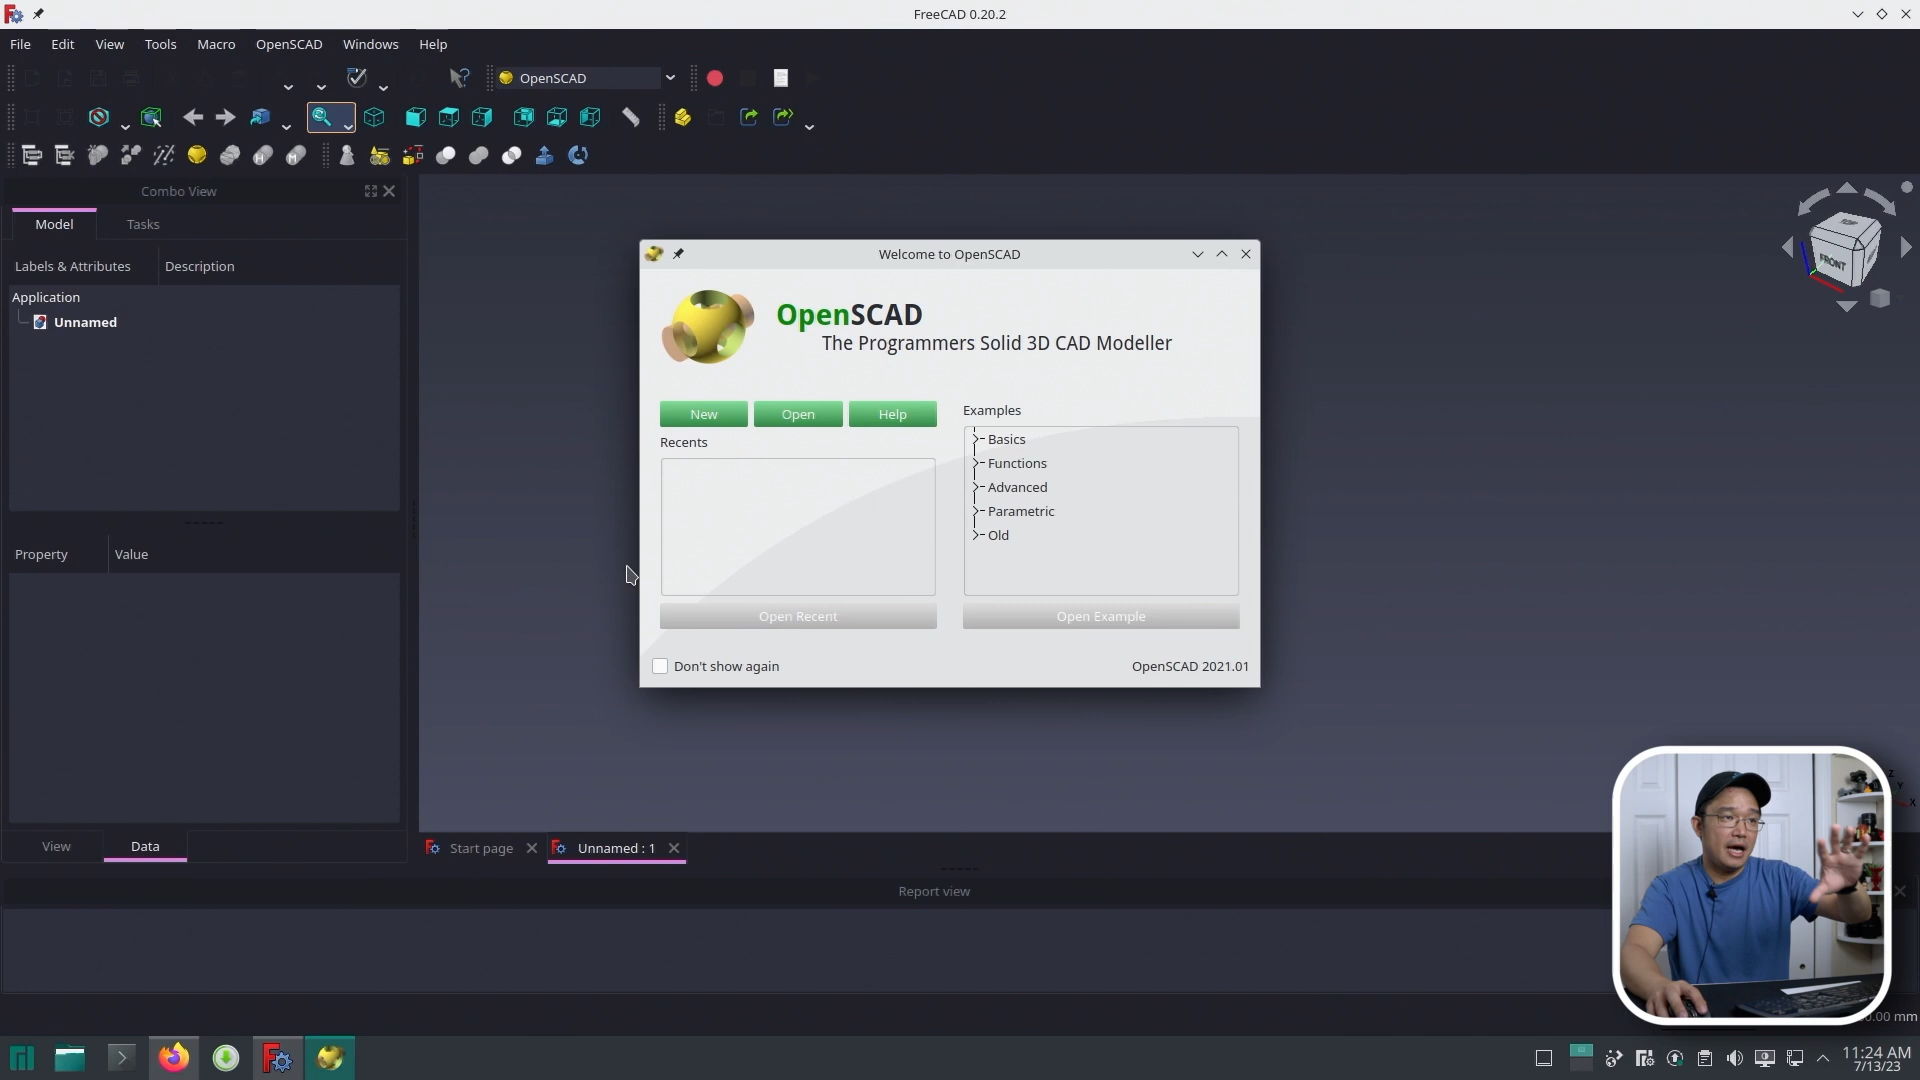 FreeCAD 0.20.2
File Edit View Tools Macro OpenSCAD Windows Help
OpenSCAD
Combo View
Model Tasks
Labels & Attributes Description
Application
Unnamed
Property Value
View Data
TOP
FRONT
Welcome to OpenSCAD
OpenSCAD
The Programmers Solid 3D CAD Modeller
New Open Help
Recents
Open Recent
Examples
Basics
Functions
Advanced
Parametric
Old
Open Example
Don't show again
OpenSCAD 2021.01
Z
Y
X
Start page Unnamed : 1
Report view
mm
11:24 AM
7/13/23